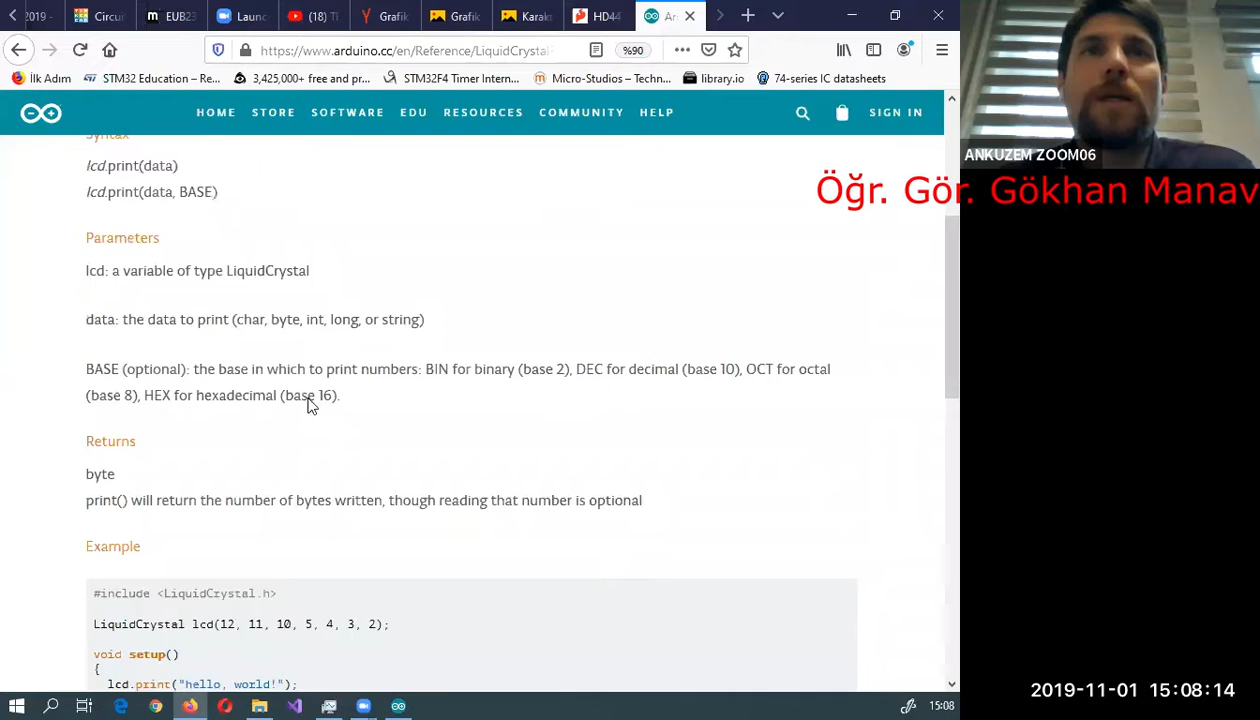 2019 -
Circui
EUB23
Launc
(18) Ti
Grafik
Grafik
Karak
HD44
Ar
https://www.arduino.cc/en/Reference/LiquidCrystal
%90
İlk Adım
STM32 Education – Re...
3,425,000+ free and pr...
STM32F4 Timer Intern...
Micro-Studios – Techn...
library.io
74-series IC datasheets
HOME STORE SOFTWARE EDU RESOURCES COMMUNITY HELP SIGN IN
ANKUZEM ZOOM06
Öğr. Gör. Gökhan Manav
Syntax
lcd.print(data)
lcd.print(data, BASE)
Parameters
lcd: a variable of type LiquidCrystal
data: the data to print (char, byte, int, long, or string)
BASE (optional): the base in which to print numbers: BIN for binary (base 2), DEC for decimal (base 10), OCT for octal
(base 8), HEX for hexadecimal (base 16).
Returns
byte
print() will return the number of bytes written, though reading that number is optional
Example
#include <LiquidCrystal.h>
LiquidCrystal lcd(12, 11, 10, 5, 4, 3, 2);
void setup()
{
lcd.print("hello, world!");
15:08
2019-11-01 15:08:14